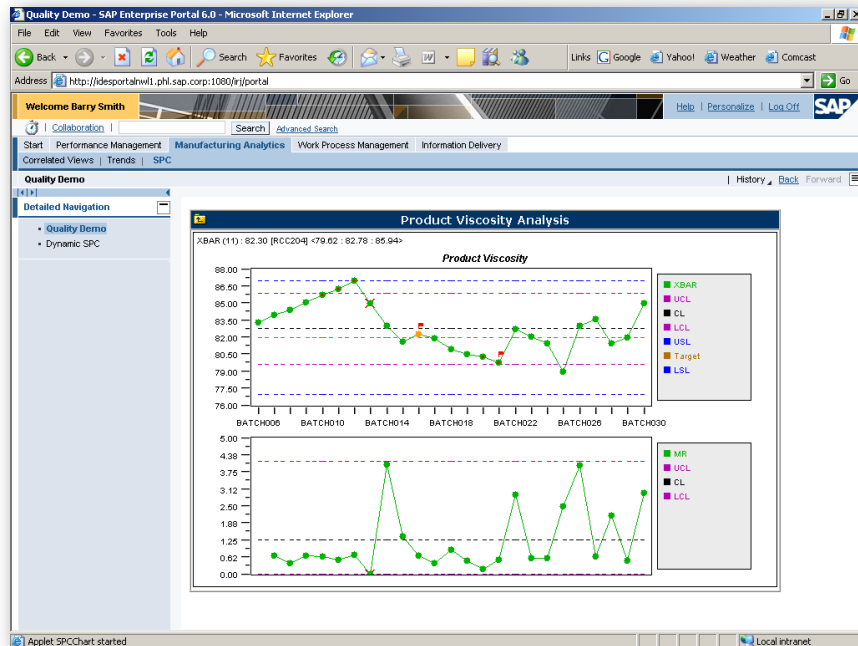 Quality Demo - SAP Enterprise Portal 6.0 - Microsoft Internet Explorer
File Edit View Favorites Tools Help
Back Search Favorites Links Google Yahoo! Weather Comcast
Address http://idesportalnwl1.phl.sap.corp:1080/irj/portal Go
Welcome Barry Smith Help | Personalize | Log Off SAP
Collaboration | Search Advanced Search
Start Performance Management Manufacturing Analytics Work Process Management Information Delivery
Correlated Views | Trends | SPC
Quality Demo | History Back Forward
Detailed Navigation
Quality Demo
Dynamic SPC
Product Viscosity Analysis
XBAR (11) : 82.30 [RCC204] <79.62 : 82.78 : 85.94>
Product Viscosity
88.00
86.50
85.00
83.50
82.00
80.50
79.00
77.50
76.00
BATCH006 BATCH010 BATCH014 BATCH018 BATCH022 BATCH026 BATCH030
XBAR
UCL
CL
LCL
USL
Target
LSL
5.00
4.38
3.75
3.12
2.50
1.88
1.25
0.62
0.00
MR
UCL
CL
LCL
Applet SPCChart started Local intranet